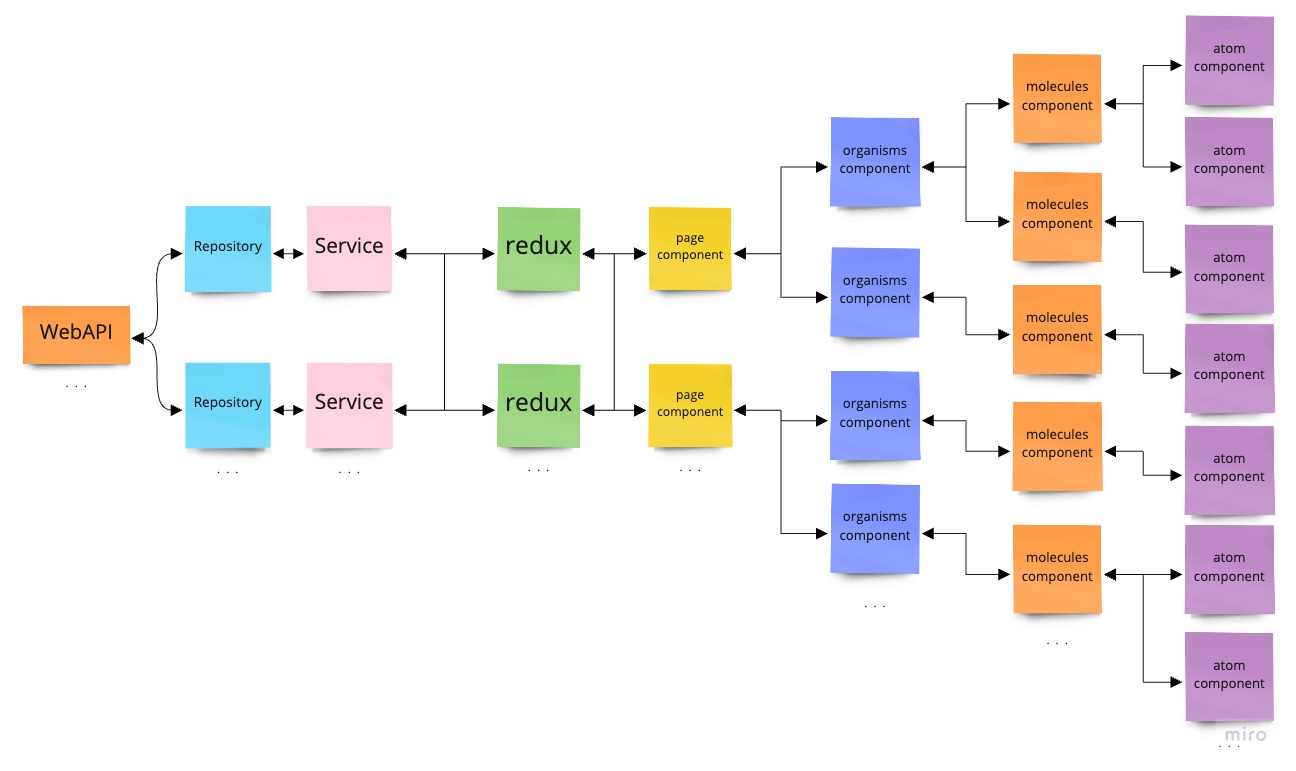 WebAPI
. . .
Repository
Repository
. . .
Service
Service
. . .
redux
redux
. . .
page
component
page
component
. . .
organisms
component
organisms
component
organisms
component
organisms
component
. . .
molecules
component
molecules
component
molecules
component
molecules
component
molecules
component
. . .
atom
component
atom
component
atom
component
atom
component
atom
component
atom
component
atom
component
. . .
miro